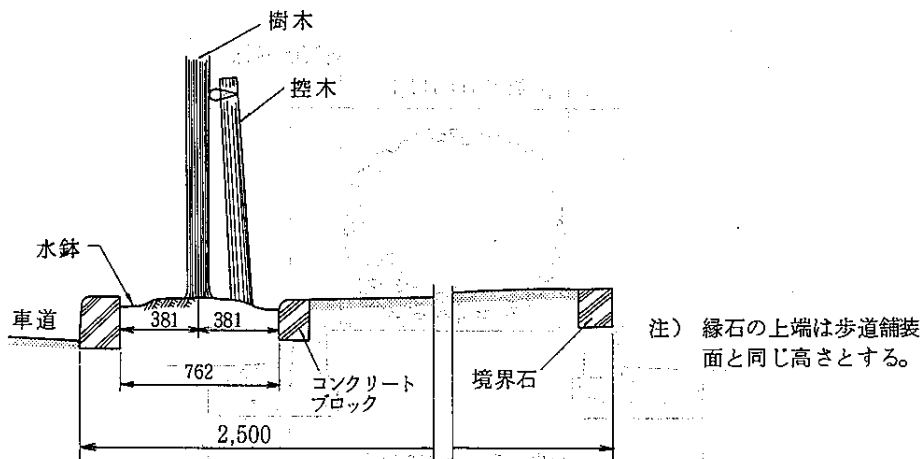 樹木
控木
水鉢
車道
381
381
762
コンクリート
ブロック
境界石
2,500
注) 縁石の上端は歩道舗装
面と同じ高さとする。